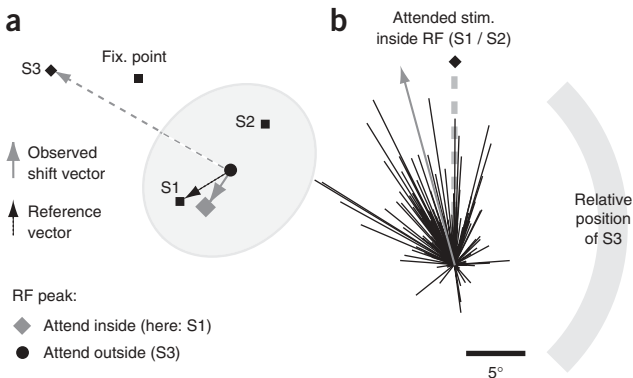 a
Fix. point
S3
S2
S1
Observed
shift vector
Reference
vector
RF peak:
Attend inside (here: S1)
Attend outside (S3)
b
Attended stim.
inside RF (S1 / S2)
Relative
position
of S3
5°